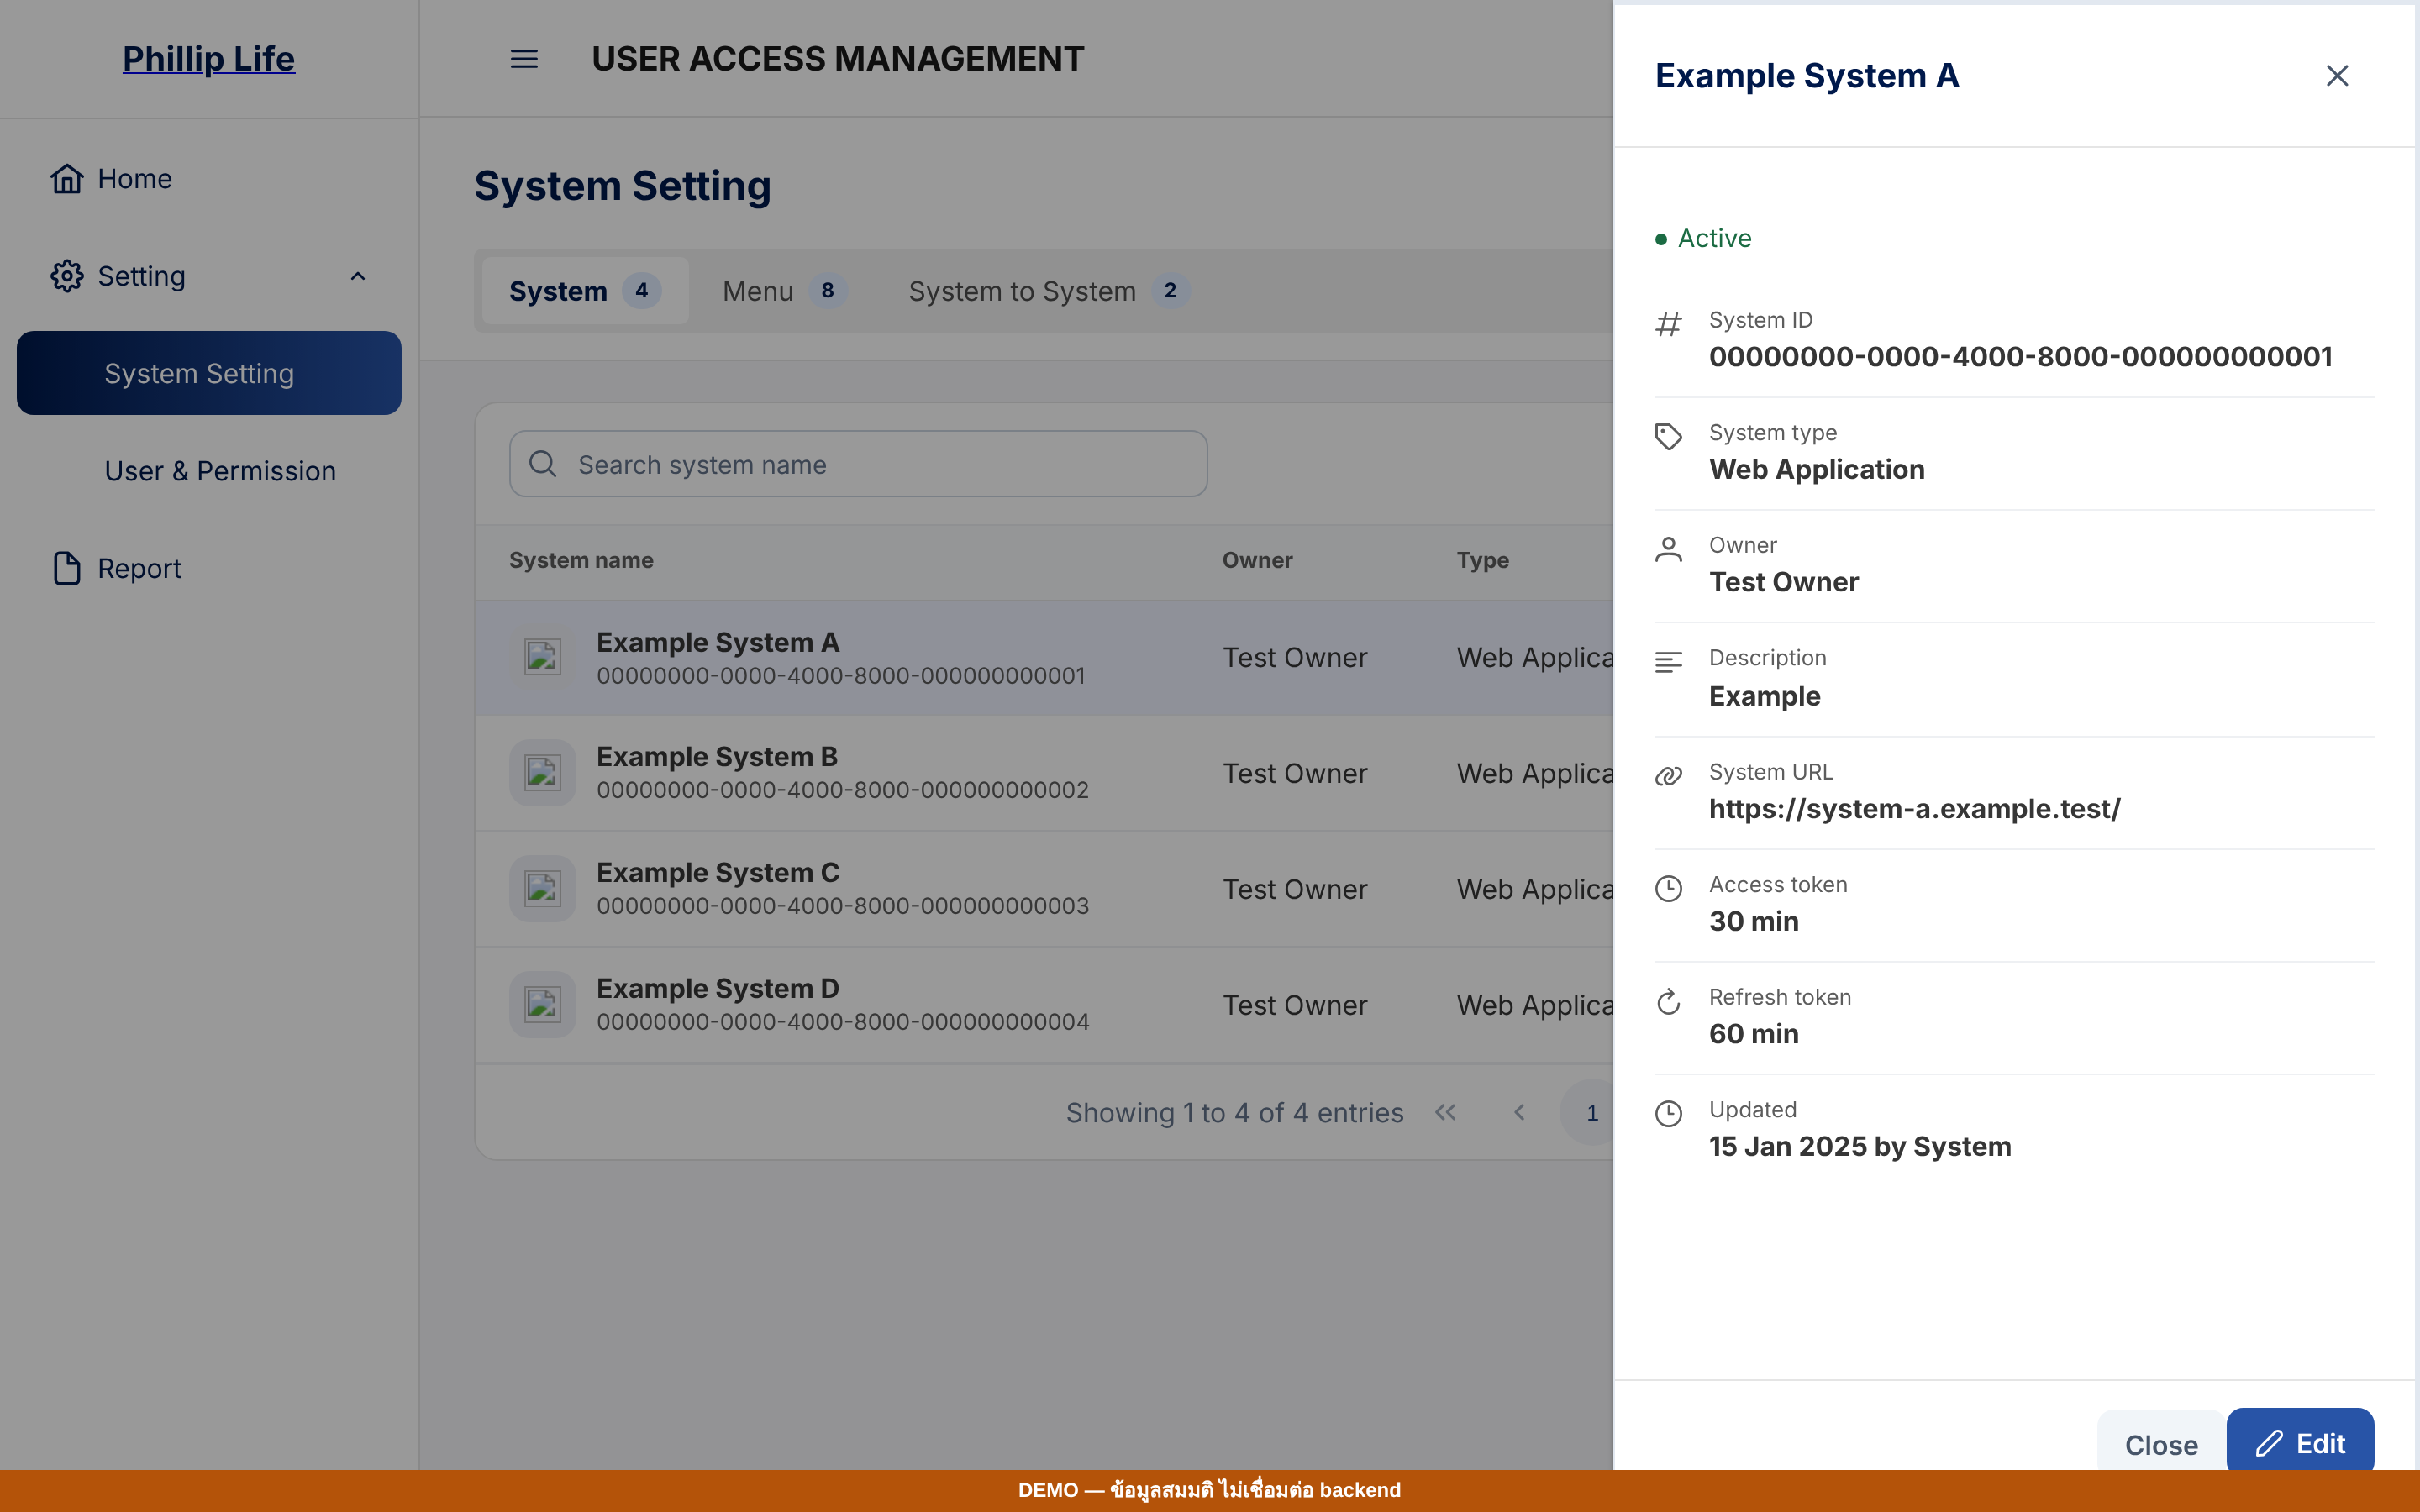 Phillip Life
USER ACCESS MANAGEMENT
Home
Setting
System Setting
User & Permission
Report
System Setting
System 4
Menu 8
System to System 2
Search system name
System name Owner Type
Example System A
00000000-0000-4000-8000-000000000001
Test Owner
Web Applica
Example System B
00000000-0000-4000-8000-000000000002
Test Owner
Web Applica
Example System C
00000000-0000-4000-8000-000000000003
Test Owner
Web Applica
Example System D
00000000-0000-4000-8000-000000000004
Test Owner
Web Applica
Showing 1 to 4 of 4 entries
1
Example System A
Active
System ID
00000000-0000-4000-8000-000000000001
System type
Web Application
Owner
Test Owner
Description
Example
System URL
https://system-a.example.test/
Access token
30 min
Refresh token
60 min
Updated
15 Jan 2025 by System
Close
Edit
DEMO — ข้อมูลสมมติ ไม่เชื่อมต่อ backend